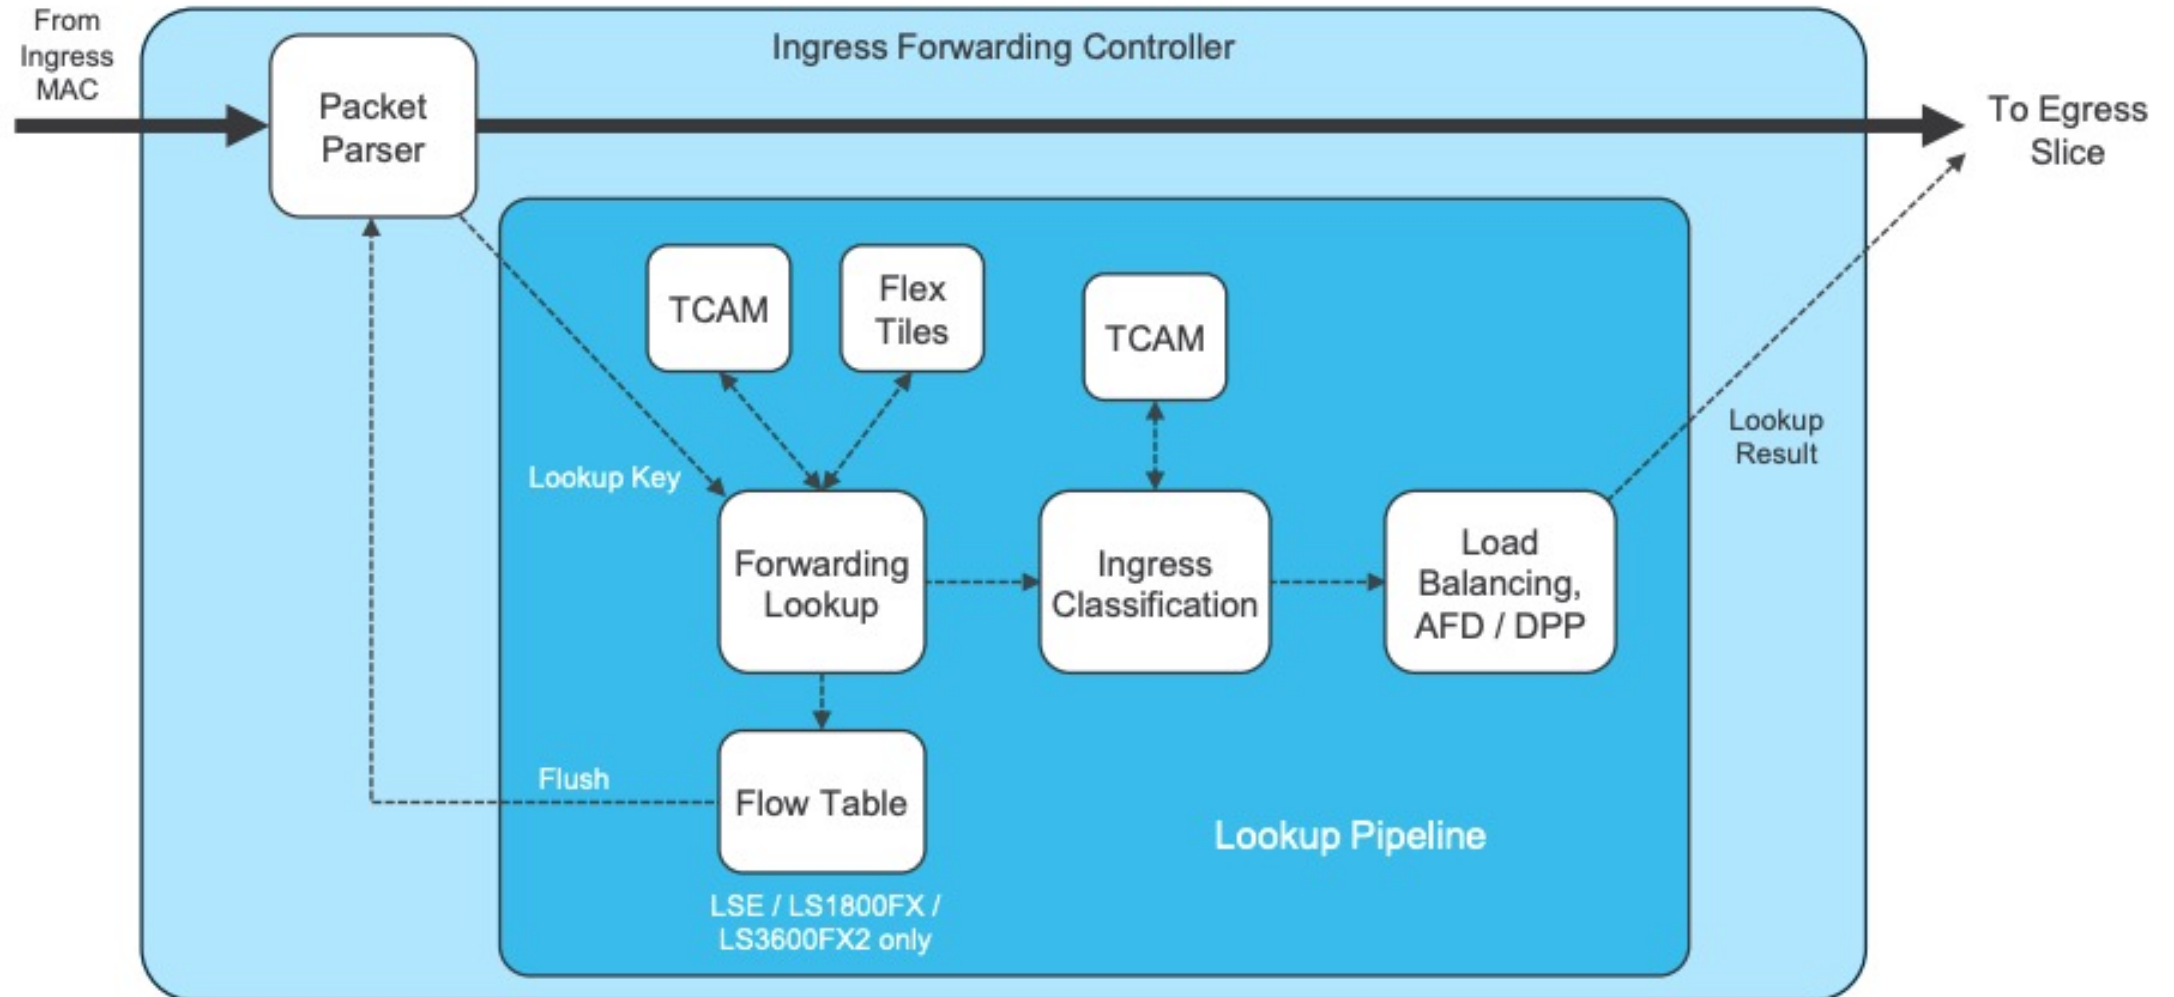 From
Ingress
MAC
Ingress Forwarding Controller
Packet
Parser
To Egress
Slice
TCAM
Flex
Tiles
TCAM
Lookup Key
Lookup
Result
Forwarding
Lookup
Ingress
Classification
Load
Balancing,
AFD / DPP
Flush
Flow Table
Lookup Pipeline
LSE / LS1800FX /
LS3600FX2 only